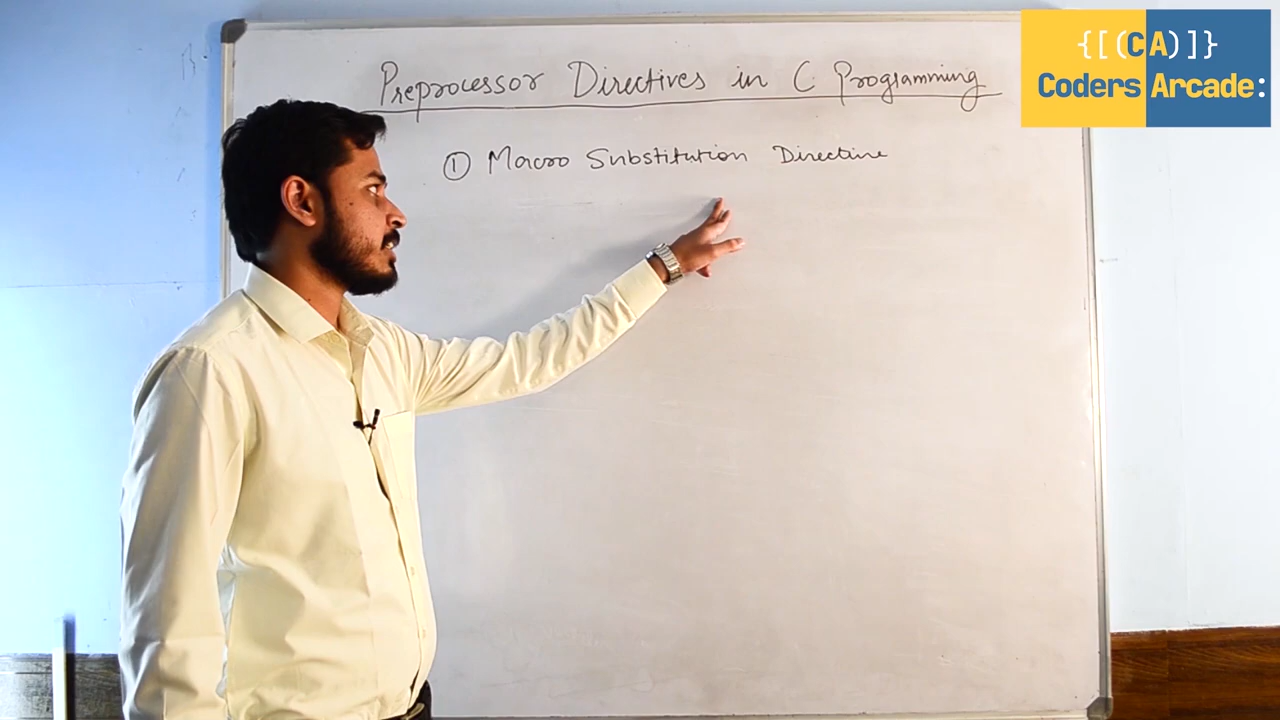 Preprocessor Directives in C Programming
① Macro Substitution Directive
{[(CA)]}
Coders Arcade: